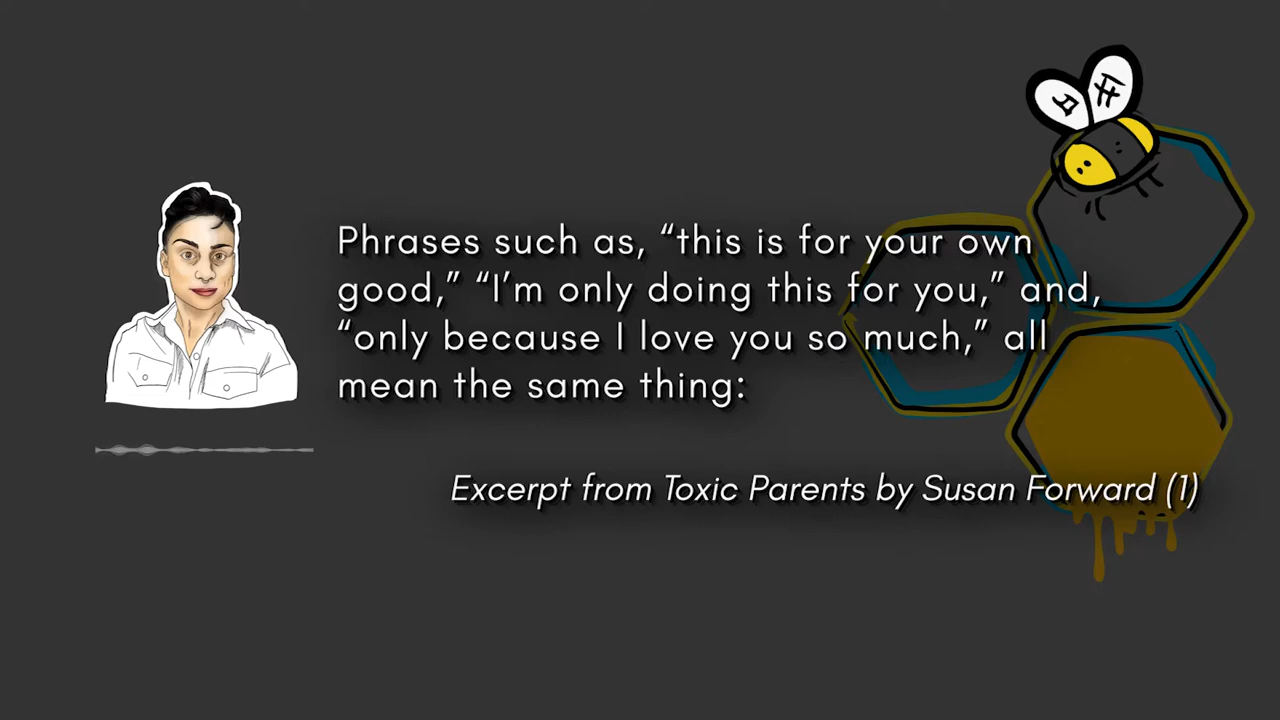 Phrases such as, “this is for your own
good,” “I’m only doing this for you,” and,
“only because I love you so much,” all
mean the same thing:
Excerpt from Toxic Parents by Susan Forward (1)